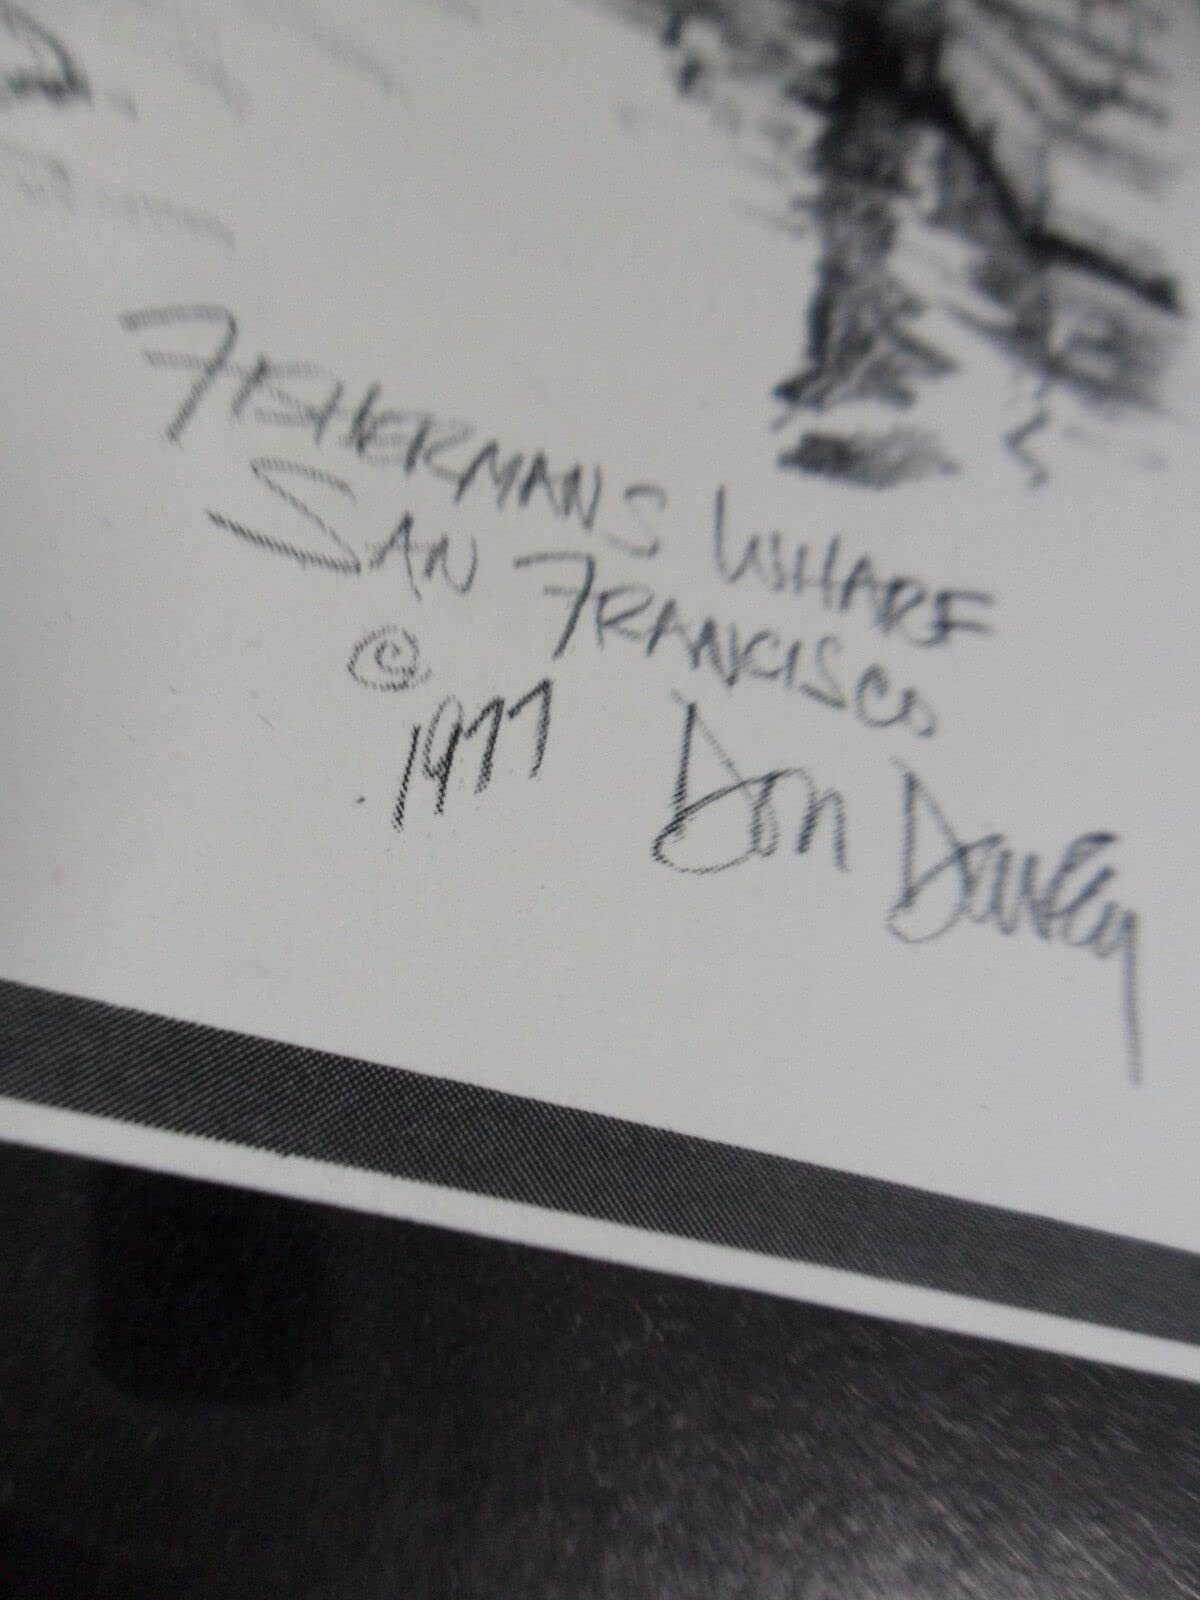 FISHERMANS WHARF
SAN FRANCISCO
© 1977
Don Davey